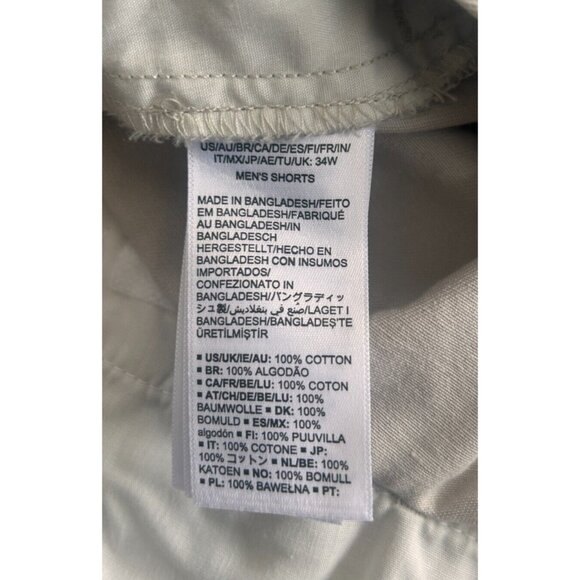 US/AU/BR/CA/DE/ES/FI/FR/IN/
IT/MX/JP/AE/TU/UK: 34W
MEN'S SHORTS
MADE IN BANGLADESH/FEITO
EM BANGLADESH/FABRIQUÉ
AU BANGLADESH/IN
BANGLADESCH
HERGESTELLT/HECHO EN
BANGLADESH CON INSUMOS
IMPORTADOS/
CONFEZIONATO IN
BANGLADESH/バングラディッ
シュ製/صنع في بنغلاديش/LAGET I
BANGLADESH/BANGLADEŞ'TE
ÜRETİLMİŞTİR
▪ US/UK/IE/AU: 100% COTTON
▪ BR: 100% ALGODÃO
▪ CA/FR/BE/LU: 100% COTON
▪ AT/CH/DE/BE/LU: 100%
BAUMWOLLE ▪ DK: 100%
BOMULD ▪ ES/MX: 100%
algodón ▪ FI: 100% PUUVILLA
▪ IT: 100% COTONE ▪ JP:
100% コットン ▪ NL/BE: 100%
KATOEN ▪ NO: 100% BOMULL
▪ PL: 100% BAWEŁNA ▪ PT: